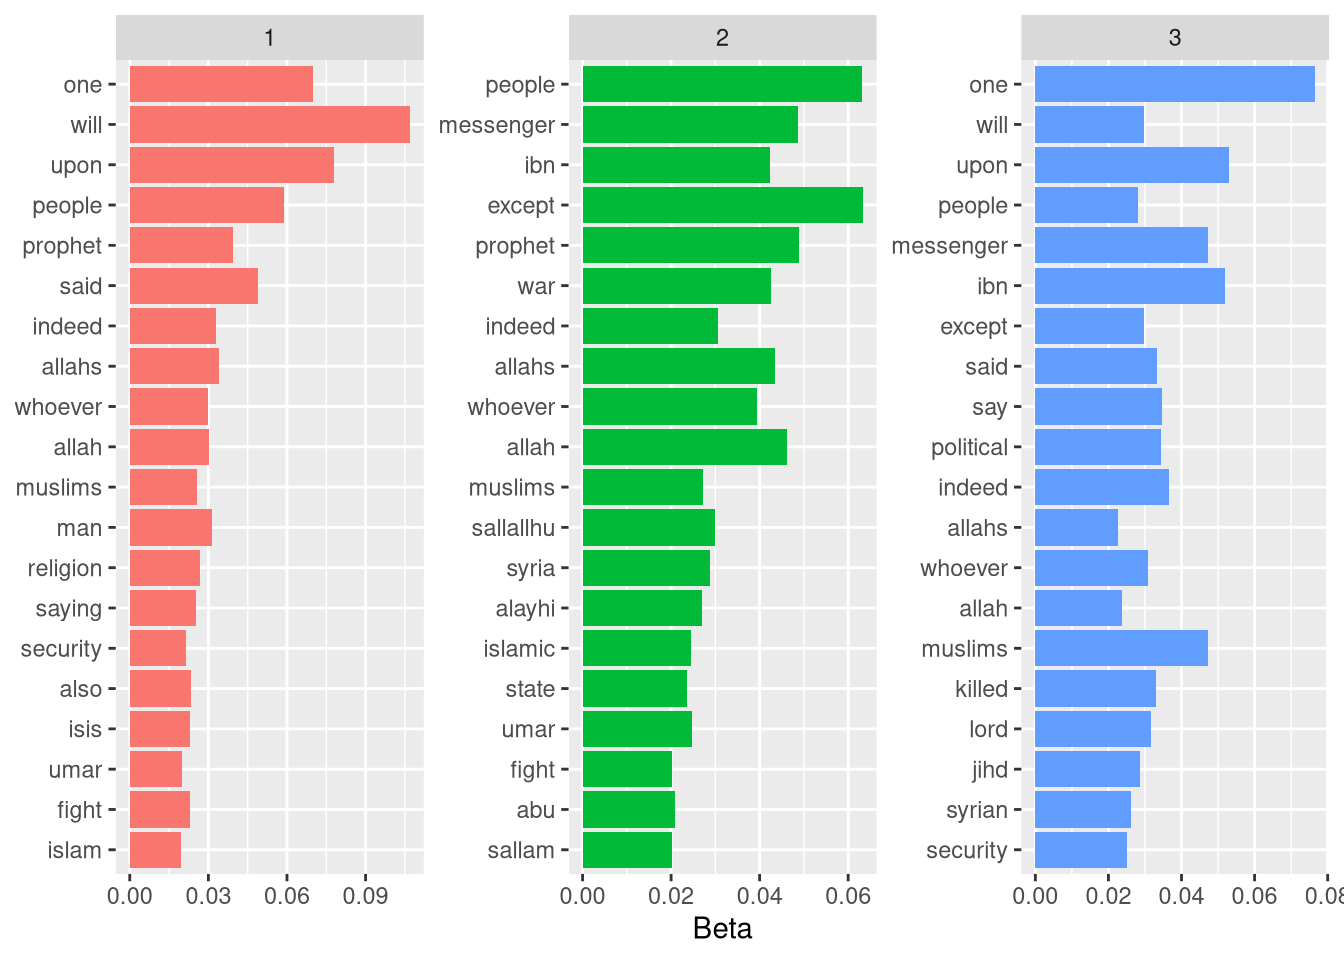 1
one
will
upon
people
prophet
said
indeed
allahs
whoever
allah
muslims
man
religion
saying
security
also
isis
umar
fight
islam
0.00 0.03 0.06 0.09
2
people
messenger
ibn
except
prophet
war
indeed
allahs
whoever
allah
muslims
sallallhu
syria
alayhi
islamic
state
umar
fight
abu
sallam
0.00 0.02 0.04 0.06
3
one
will
upon
people
messenger
ibn
except
said
say
political
indeed
allahs
whoever
allah
muslims
killed
lord
jihd
syrian
security
0.00 0.02 0.04 0.06 0.08
Beta